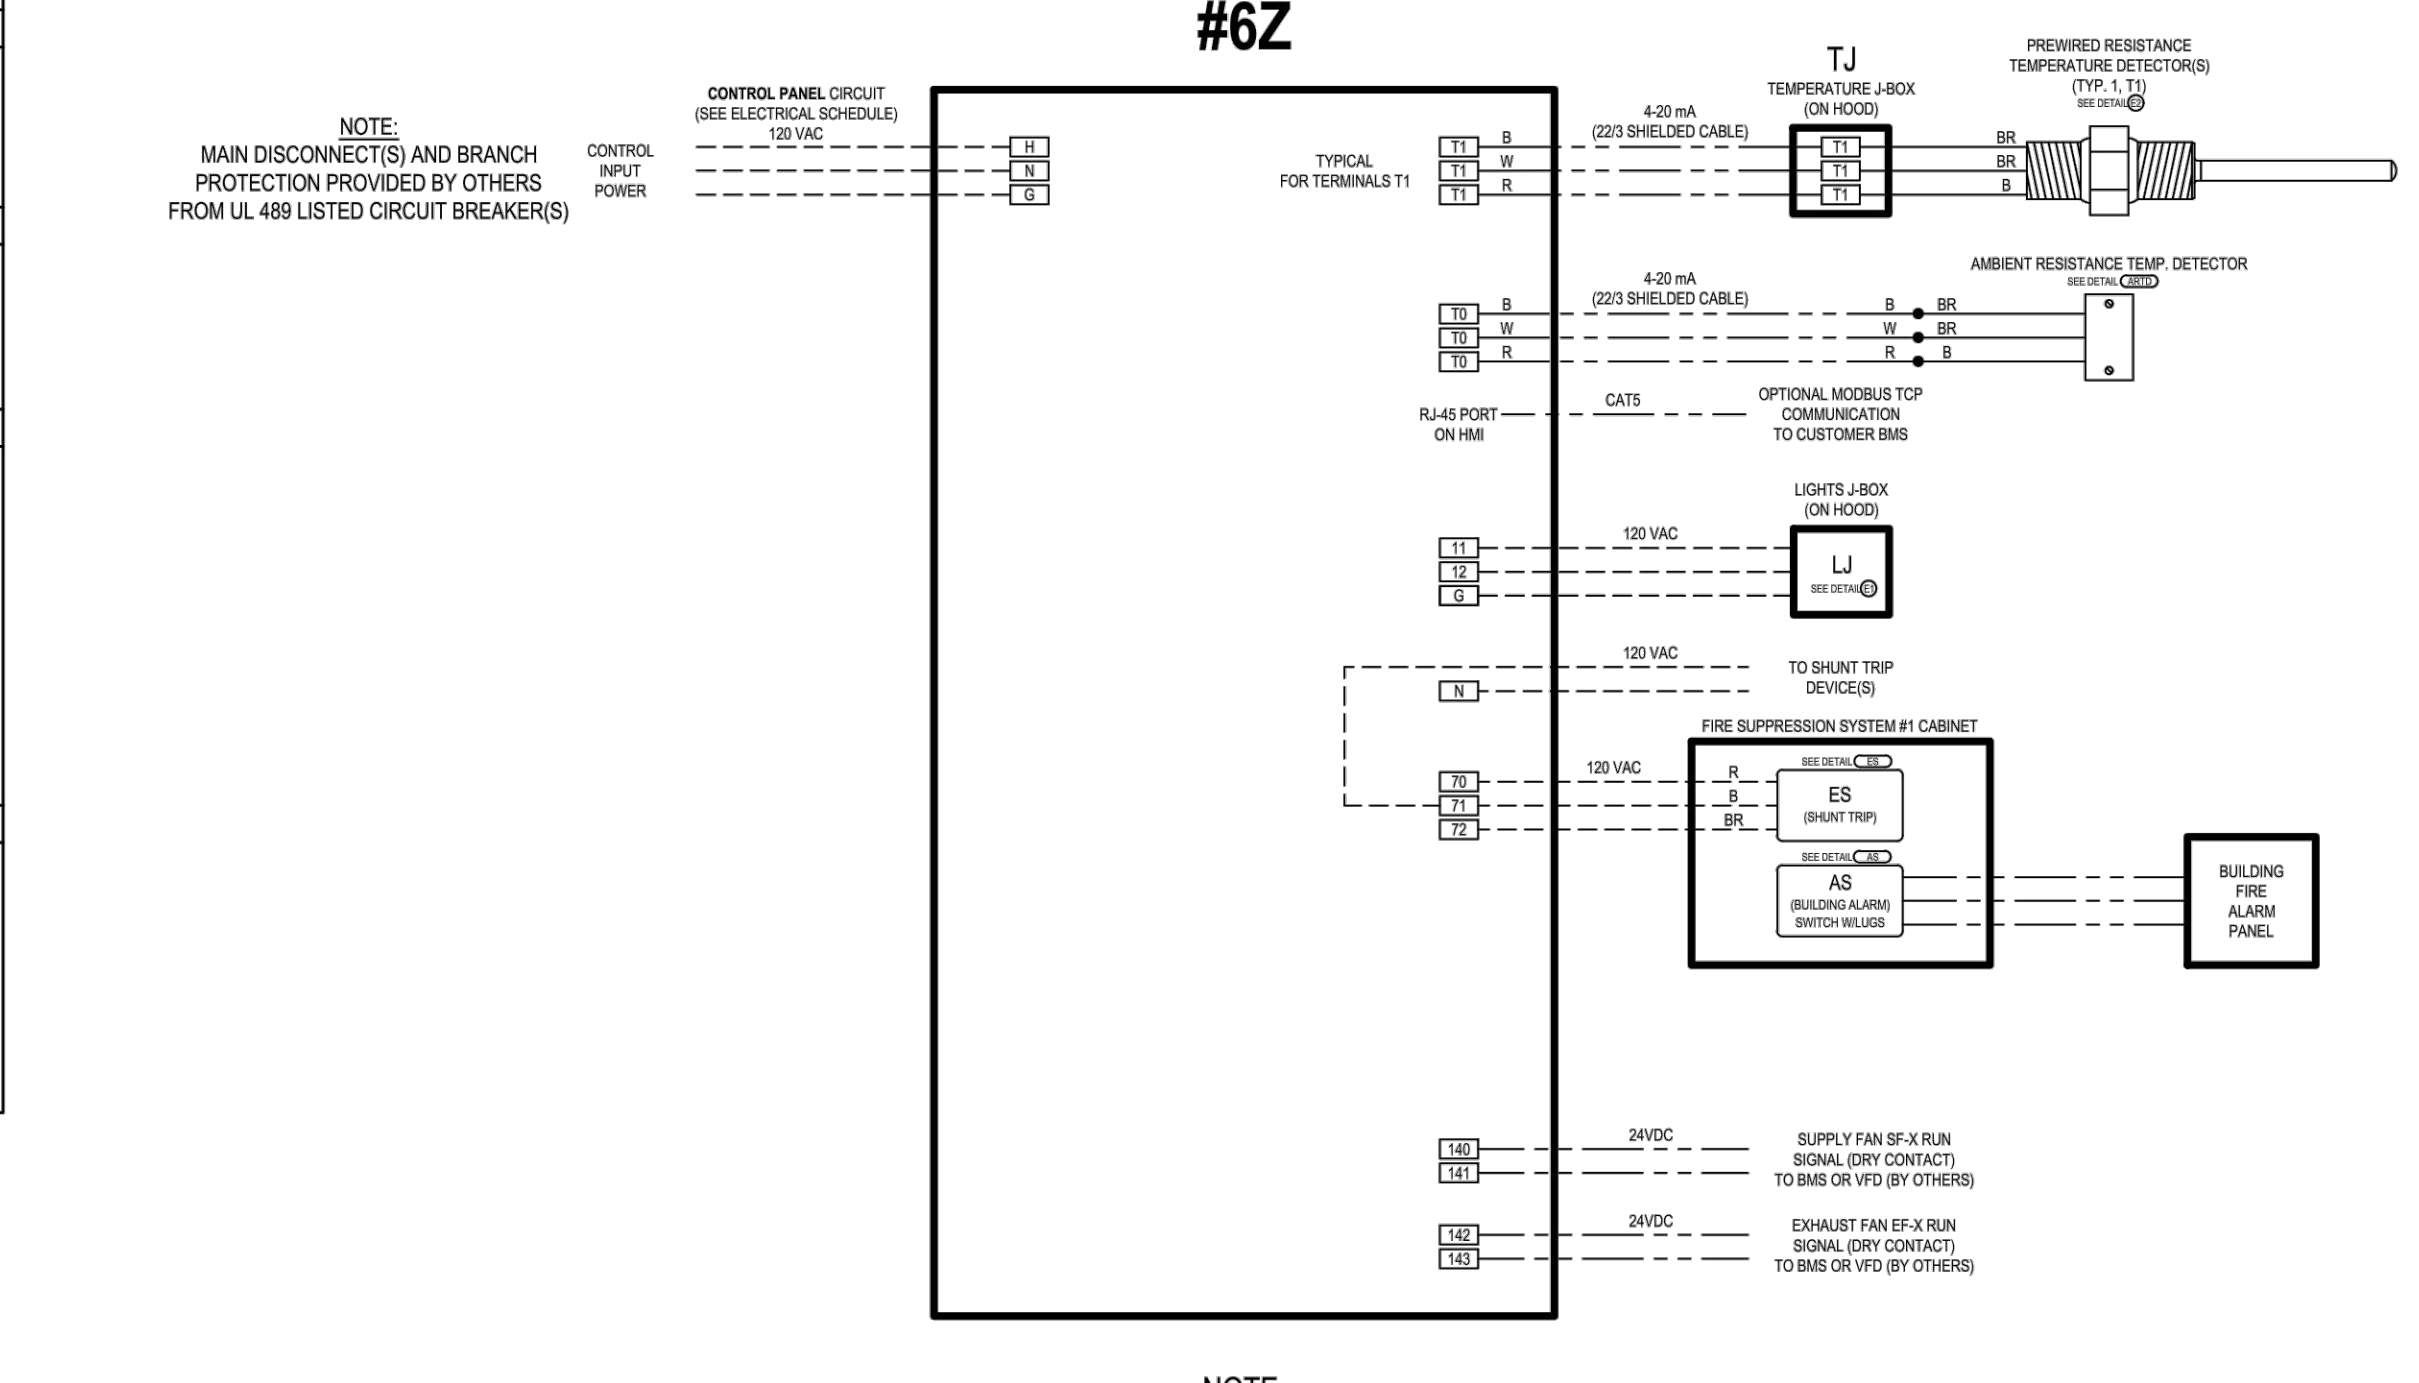 #6Z
NOTE:
MAIN DISCONNECT(S) AND BRANCH
PROTECTION PROVIDED BY OTHERS
FROM UL 489 LISTED CIRCUIT BREAKER(S)
CONTROL PANEL CIRCUIT
(SEE ELECTRICAL SCHEDULE)
120 VAC
CONTROL
INPUT
POWER
H
N
G
TYPICAL
FOR TERMINALS T1
T1 B
T1 W
T1 R
4-20 mA
(22/3 SHIELDED CABLE)
TJ
TEMPERATURE J-BOX
(ON HOOD)
T1
T1
T1
BR
BR
B
PREWIRED RESISTANCE
TEMPERATURE DETECTOR(S)
(TYP. 1, T1)
SEE DETAIL E2
AMBIENT RESISTANCE TEMP. DETECTOR
SEE DETAIL ARTD
4-20 mA
(22/3 SHIELDED CABLE)
T0 B B BR
T0 W W BR
T0 R R B
RJ-45 PORT
ON HMI
CAT5
OPTIONAL MODBUS TCP
COMMUNICATION
TO CUSTOMER BMS
LIGHTS J-BOX
(ON HOOD)
120 VAC
11
12
G
LJ
SEE DETAIL E1
120 VAC
N
TO SHUNT TRIP
DEVICE(S)
FIRE SUPPRESSION SYSTEM #1 CABINET
120 VAC
70 R
71 B
72 BR
SEE DETAIL ES
ES
(SHUNT TRIP)
SEE DETAIL AS
AS
(BUILDING ALARM)
SWITCH W/LUGS
BUILDING
FIRE
ALARM
PANEL
140
141
24VDC
SUPPLY FAN SF-X RUN
SIGNAL (DRY CONTACT)
TO BMS OR VFD (BY OTHERS)
142
143
24VDC
EXHAUST FAN EF-X RUN
SIGNAL (DRY CONTACT)
TO BMS OR VFD (BY OTHERS)
NOTE